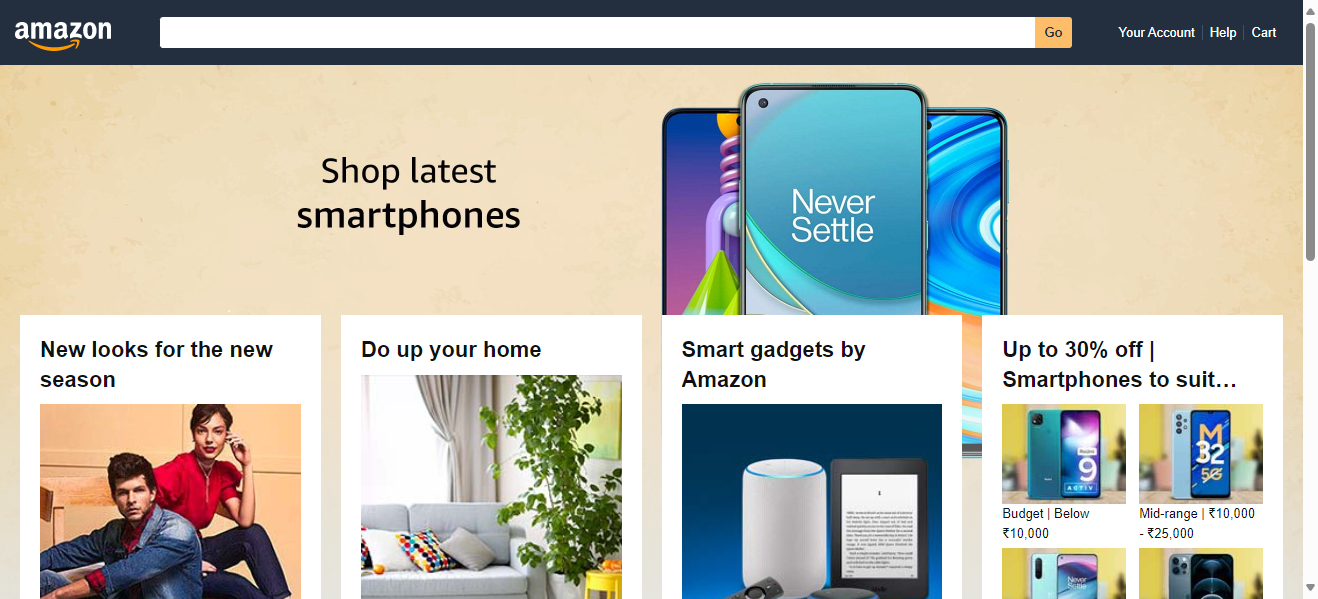 amazon
Go
Your Account
Help
Cart
Shop latest
smartphones
Never
Settle
New looks for the new
season
Do up your home
Smart gadgets by
Amazon
Up to 30% off |
Smartphones to suit…
Redmi
9
ACTIV
M
32
5G
Budget | Below
₹10,000
Mid-range | ₹10,000
- ₹25,000
Never
Settle